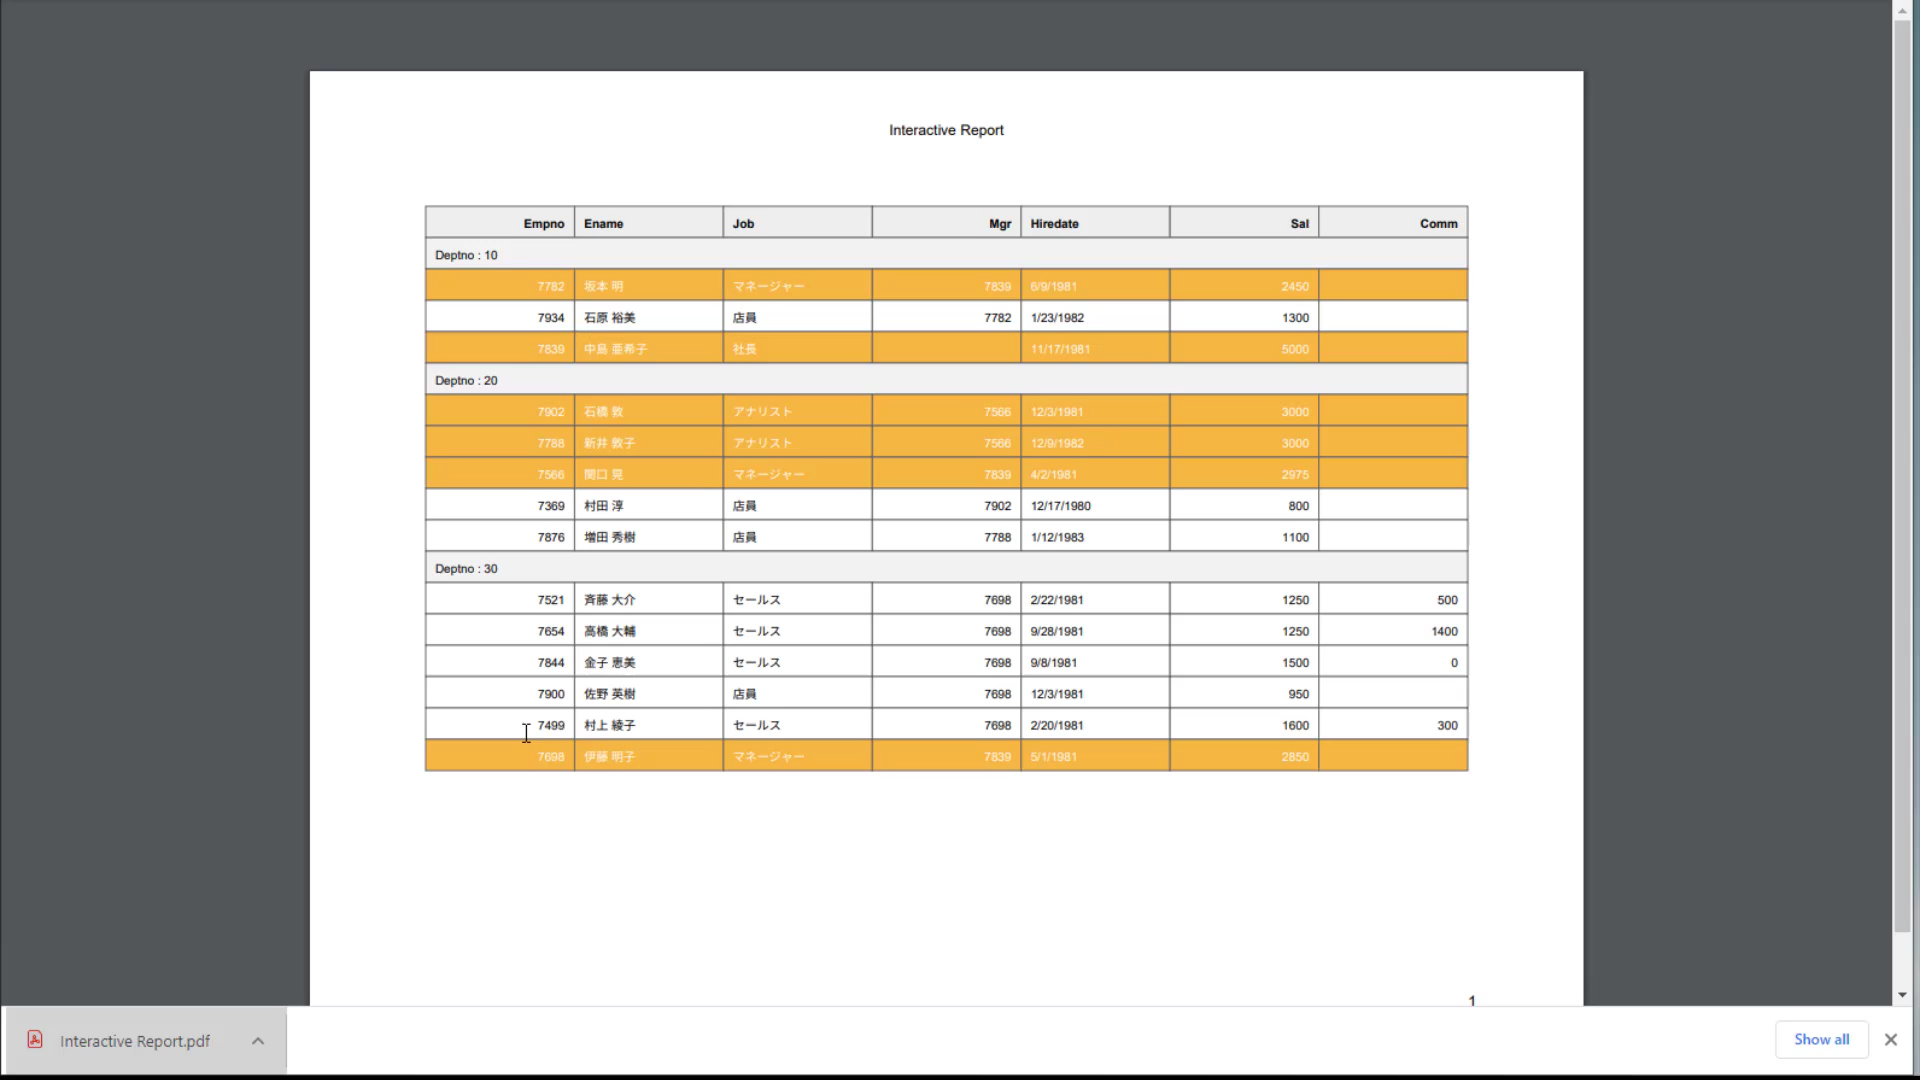 Interactive Report
Empno Ename Job Mgr Hiredate Sal Comm
Deptno : 10
7782 坂本 明 マネージャー 7839 6/9/1981 2450
7934 石原 裕美 店員 7782 1/23/1982 1300
7839 中島 亜希子 社長 11/17/1981 5000
Deptno : 20
7902 石橋 敦 アナリスト 7566 12/3/1981 3000
7788 新井 敦子 アナリスト 7566 12/9/1982 3000
7566 関口 晃 マネージャー 7839 4/2/1981 2975
7369 村田 淳 店員 7902 12/17/1980 800
7876 増田 秀樹 店員 7788 1/12/1983 1100
Deptno : 30
7521 斉藤 大介 セールス 7698 2/22/1981 1250 500
7654 高橋 大輔 セールス 7698 9/28/1981 1250 1400
7844 金子 恵美 セールス 7698 9/8/1981 1500 0
7900 佐野 英樹 店員 7698 12/3/1981 950
7499 村上 綾子 セールス 7698 2/20/1981 1600 300
7698 伊藤 明子 マネージャー 7839 5/1/1981 2850
1
Interactive Report.pdf Show all